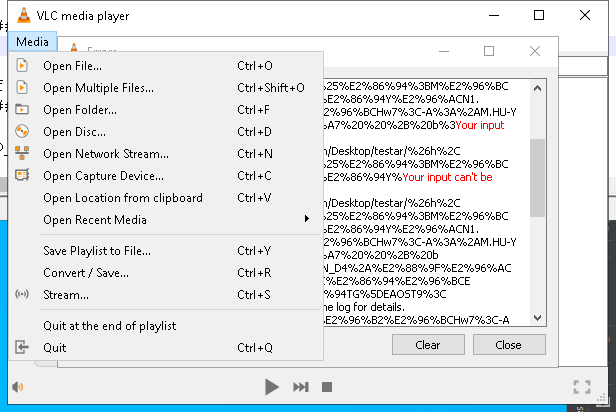 VLC media player
Media
Open File... Ctrl+O
Open Multiple Files... Ctrl+Shift+O
Open Folder... Ctrl+F
Open Disc... Ctrl+D
Open Network Stream... Ctrl+N
Open Capture Device... Ctrl+C
Open Location from clipboard Ctrl+V
Open Recent Media
Save Playlist to File... Ctrl+Y
Convert / Save... Ctrl+R
Stream... Ctrl+S
Quit at the end of playlist
Quit Ctrl+Q
%25%E2%86%94%3BM%E2%96%BC
%E2%86%94Y%E2%96%ACN1.
%E2%96%BCHw7%3C-A%3A%2AM.HU-Y
%A7%20%20%2B%20b%3Your input
n/Desktop/testar/%26h%2C
%25%E2%86%94%3BM%E2%96%BC
%E2%86%94Y%Your input can't be
n/Desktop/testar/%26h%2C
%25%E2%86%94%3BM%E2%96%BC
%E2%86%94Y%E2%96%ACN1.
%E2%96%BCHw7%3C-A%3A%2AM.HU-Y
%A7%20%20%2B%20b
N_D4%2A%E2%88%9F%E2%96%AC
%E2%86%94%E2%96%BCE
%94TG%5DEAOST9%3C
he log for details.
%E2%96%B2%E2%96%BCHw7%3C-A
Clear Close